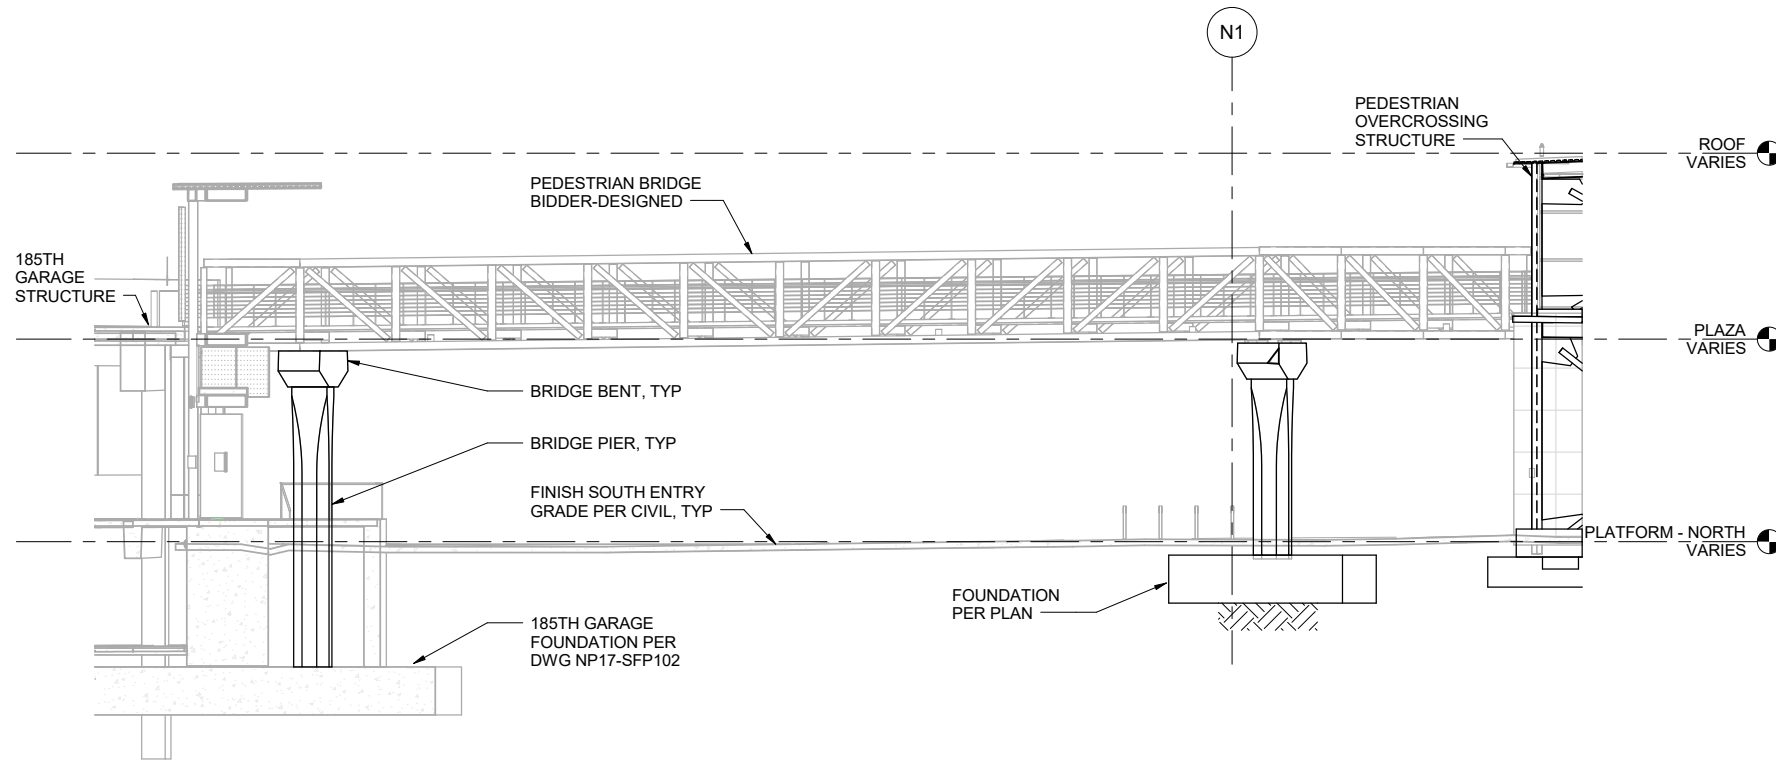 N1
PEDESTRIAN
OVERCROSSING
STRUCTURE
ROOF
VARIES
PEDESTRIAN BRIDGE
BIDDER-DESIGNED
185TH
GARAGE
STRUCTURE
PLAZA
VARIES
BRIDGE BENT, TYP
BRIDGE PIER, TYP
FINISH SOUTH ENTRY
GRADE PER CIVIL, TYP
PLATFORM - NORTH
VARIES
FOUNDATION
PER PLAN
185TH GARAGE
FOUNDATION PER
DWG NP17-SFP102